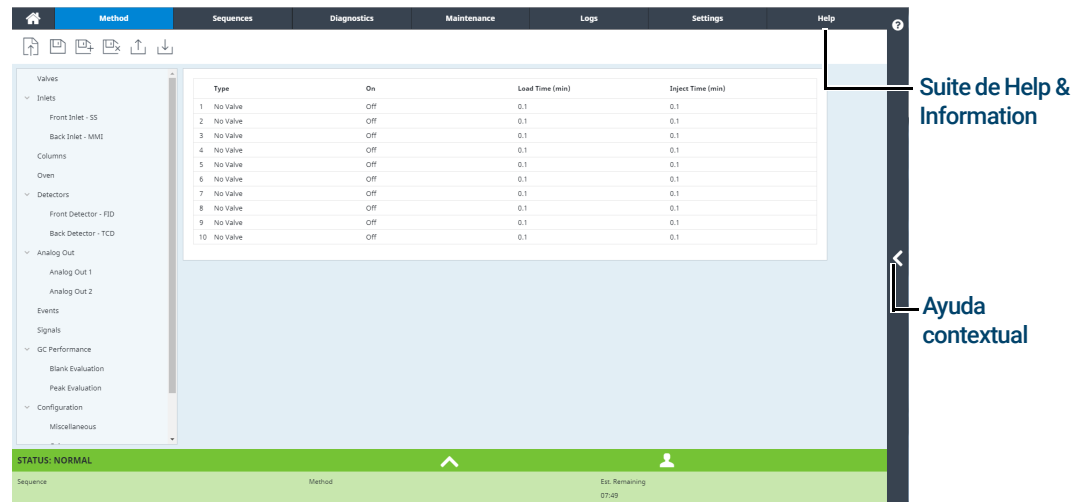 Method Sequences Diagnostics Maintenance Logs Settings Help ?
Suite de Help &
Information
Valves
Inlets
Front Inlet - SS
Back Inlet - MMI
Columns
Oven
Detectors
Front Detector - FID
Back Detector - TCD
Analog Out
Analog Out 1
Analog Out 2
Events
Signals
GC Performance
Blank Evaluation
Peak Evaluation
Configuration
Miscellaneous
Type On Load Time (min) Inject Time (min)
1 No Valve Off 0.1 0.1
2 No Valve Off 0.1 0.1
3 No Valve Off 0.1 0.1
4 No Valve Off 0.1 0.1
5 No Valve Off 0.1 0.1
6 No Valve Off 0.1 0.1
7 No Valve Off 0.1 0.1
8 No Valve Off 0.1 0.1
9 No Valve Off 0.1 0.1
10 No Valve Off 0.1 0.1
Ayuda
contextual
STATUS: NORMAL
Sequence Method Est. Remaining
07:49